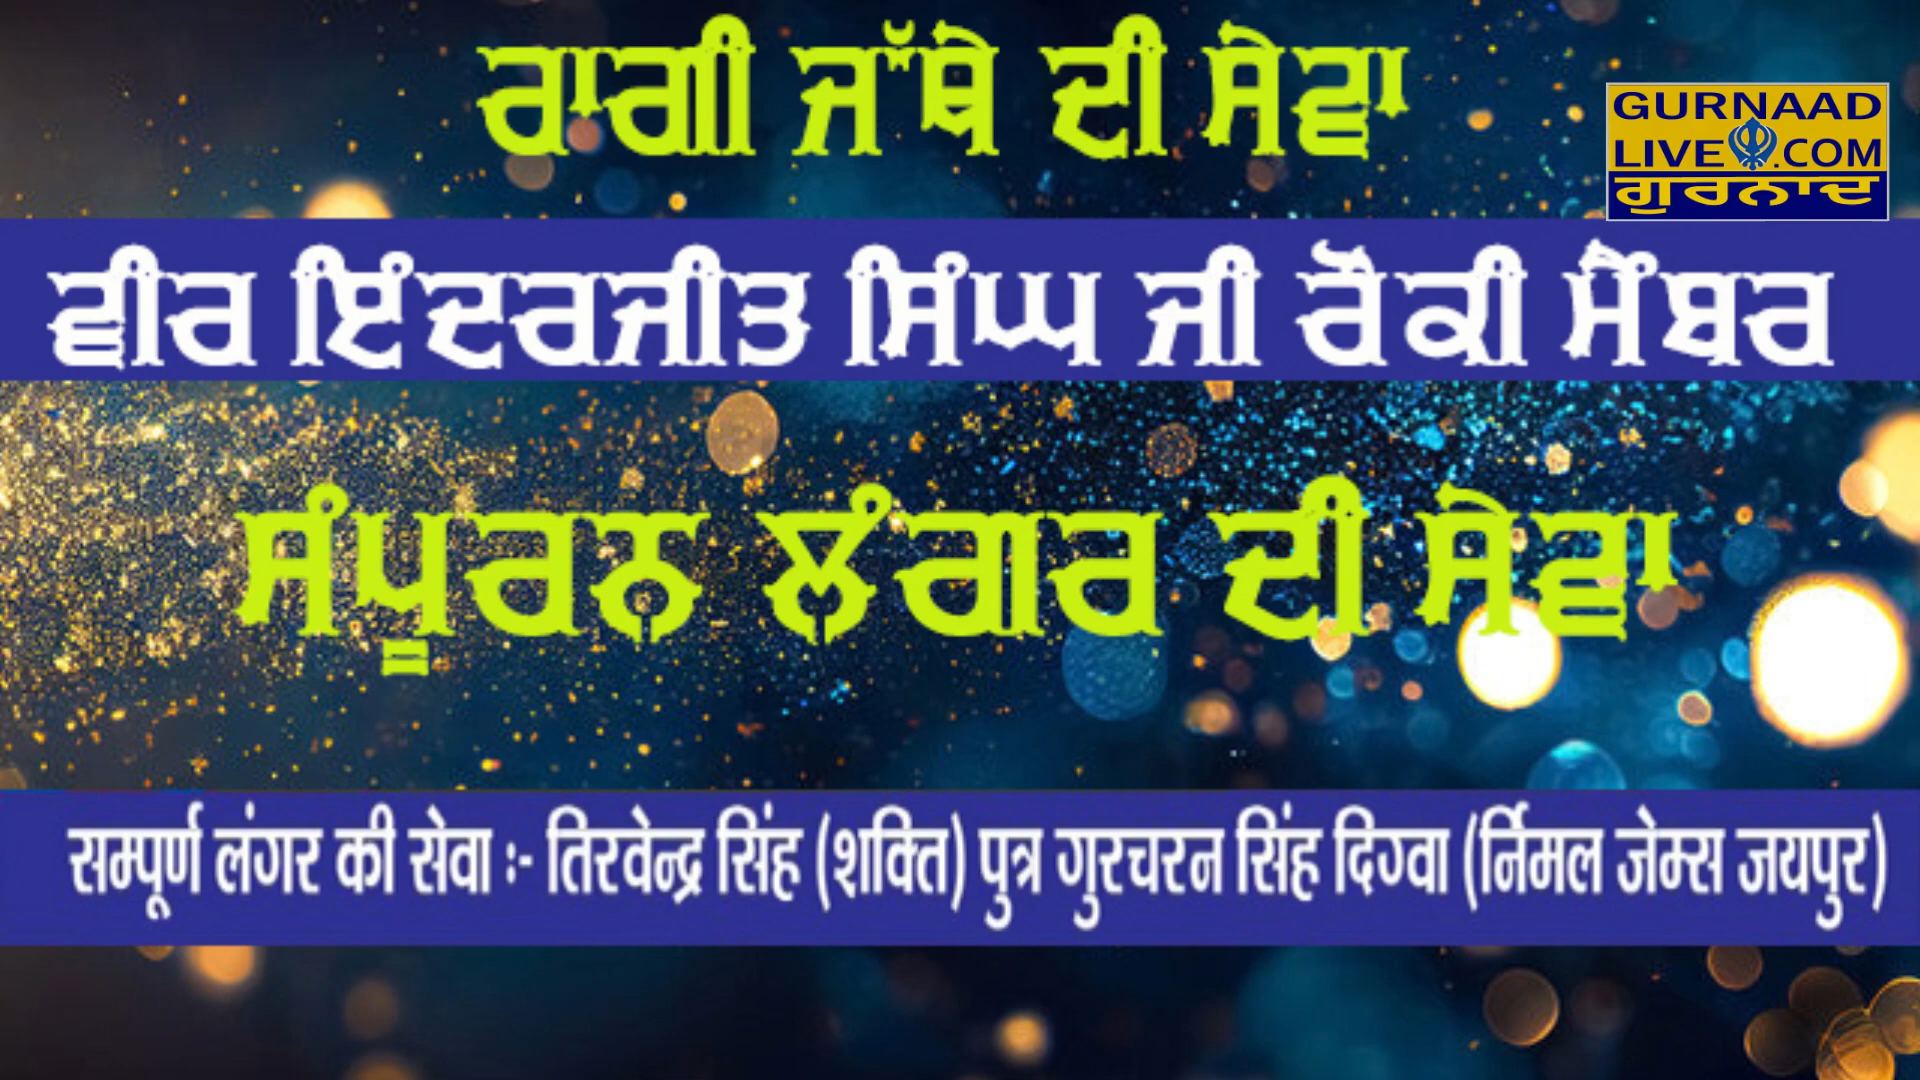 ਰਾਗੀ ਜੱਥੇ ਦੀ ਸੇਵਾ
GURNAAD
LIVE.COM
ਗੁਰਨਾਦ
ਵੀਰ ਇੰਦਰਜੀਤ ਸਿੰਘ ਜੀ ਰੌਕੀ ਮੈਂਬਰ
ਸੰਪੂਰਨ ਲੰਗਰ ਦੀ ਸੇਵਾ
सम्पूर्ण लंगर की सेवा :- तिरवेन्द्र सिंह (शक्ति) पुत्र गुरचरन सिंह दिग्वा (र्निमल जेम्स जयपुर)